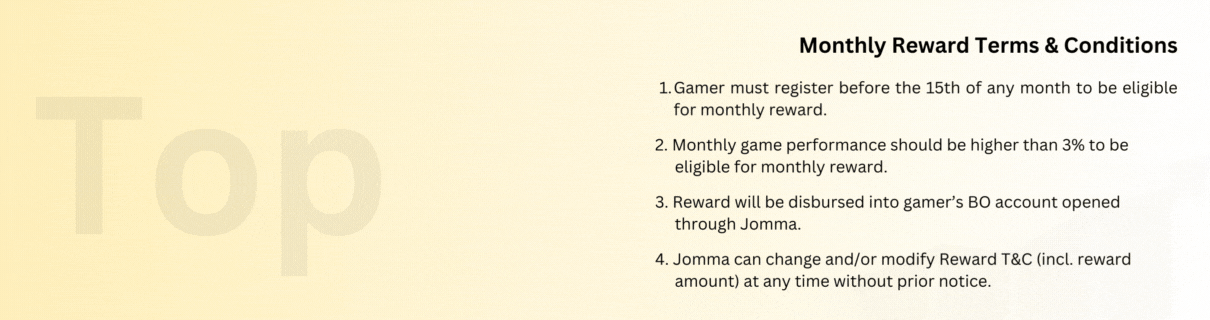 Top
Monthly Reward Terms & Conditions
1. Gamer must register before the 15th of any month to be eligible
for monthly reward.
2. Monthly game performance should be higher than 3% to be
eligible for monthly reward.
3. Reward will be disbursed into gamer’s BO account opened
through Jomma.
4. Jomma can change and/or modify Reward T&C (incl. reward
amount) at any time without prior notice.